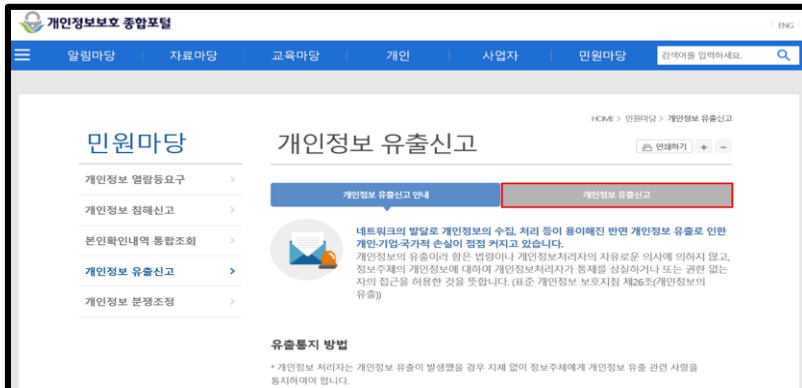 개인정보보호 종합포털
ENG
알림마당 자료마당 교육마당 개인 사업자 민원마당 검색어를 입력하세요.
HOME > 민원마당 > 개인정보 유출신고
민원마당
개인정보 유출신고
인쇄하기 + -
개인정보 열람등요구 >
개인정보 침해신고 >
본인확인내역 통합조회 >
개인정보 유출신고 >
개인정보 분쟁조정 >
개인정보 유출신고 안내
개인정보 유출신고
네트워크의 발달로 개인정보의 수집, 처리 등이 용이해진 반면 개인정보 유출로 인한
개인·기업·국가적 손실이 점점 커지고 있습니다.
개인정보의 유출이라 함은 법령이나 개인정보처리자의 자유로운 의사에 의하지 않고,
정보주체의 개인정보에 대하여 개인정보처리자가 통제를 상실하거나 또는 권한 없는
자의 접근을 허용한 것을 뜻합니다. (표준 개인정보 보호지침 제26조(개인정보의
유출))
유출통지 방법
* 개인정보 처리자는 개인정보 유출이 발생했을 경우 지체 없이 정보주체에게 개인정보 유출 관련 사항을
통지하여야 합니다.